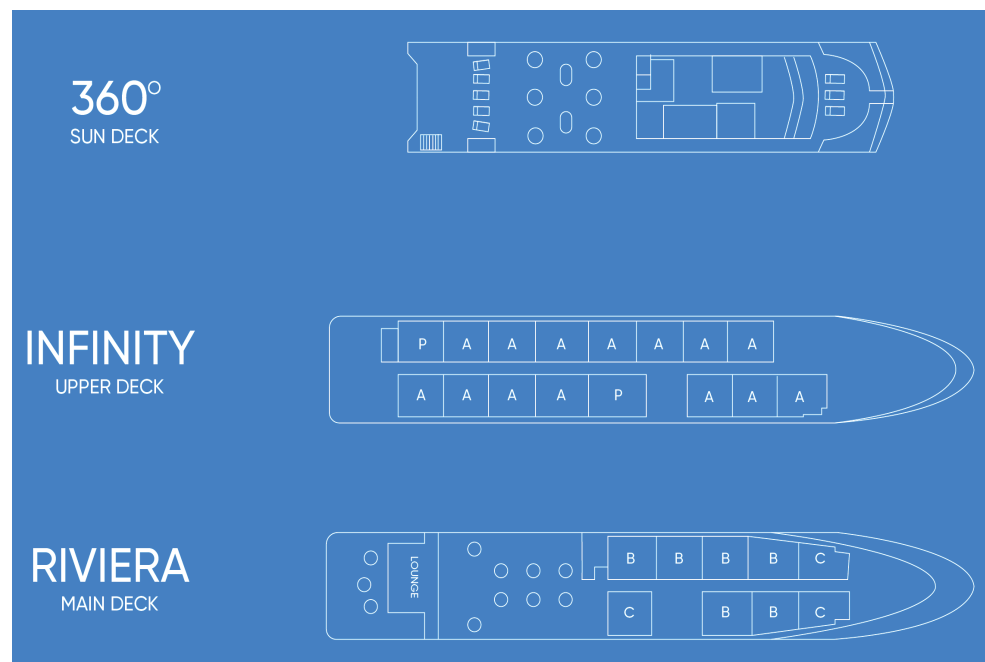 360°
SUN DECK
INFINITY
UPPER DECK
P A A A A A A A
A A A A P A A A
RIVIERA
MAIN DECK
LOUNGE
B B B B C
C B B C